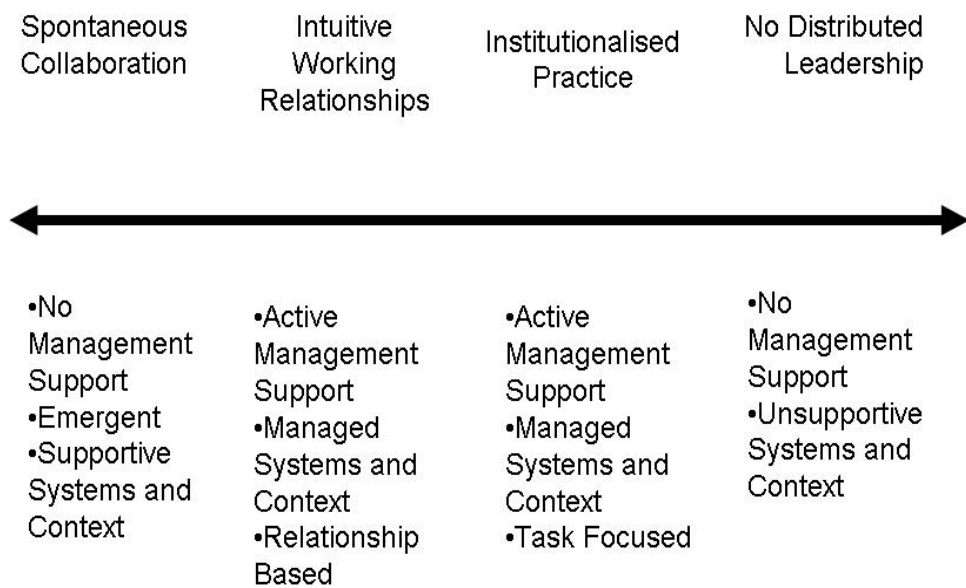 Spontaneous
Collaboration
Intuitive
Working
Relationships
Institutionalised
Practice
No Distributed
Leadership
•No
Management
Support
•Emergent
•Supportive
Systems and
Context
•Active
Management
Support
•Managed
Systems and
Context
•Relationship
Based
•Active
Management
Support
•Managed
Systems and
Context
•Task Focused
•No
Management
Support
•Unsupportive
Systems and
Context